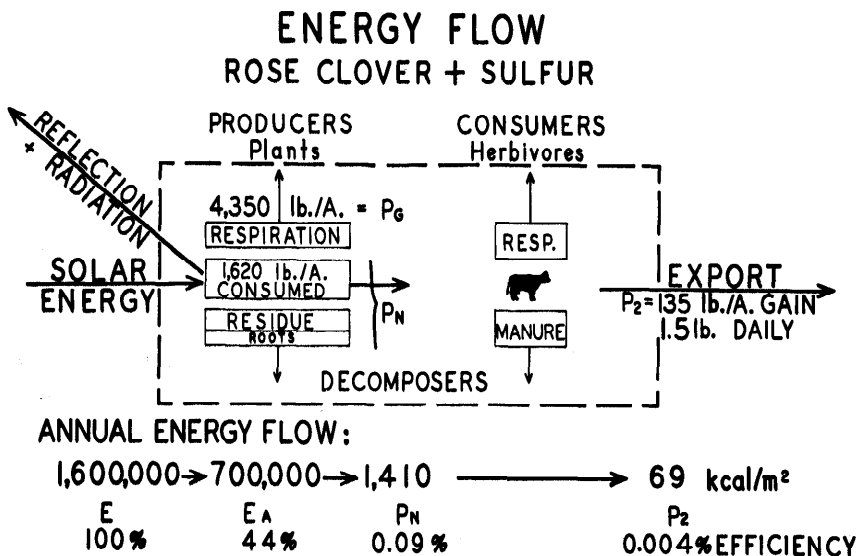 ENERGY FLOW
ROSE CLOVER + SULFUR
REFLECTION
× RADIATION
PRODUCERS
Plants
CONSUMERS
Herbivores
4,350 lb./A. = PG
RESPIRATION
RESP.
SOLAR
ENERGY
1,620 lb./A.
CONSUMED
PN
RESIDUE
ROOTS
MANURE
EXPORT
P2=135 lb./A. GAIN
1.5lb. DAILY
DECOMPOSERS
ANNUAL ENERGY FLOW:
1,600,000→700,000→1,410 → 69 kcal/m²
E EA PN P2
100% 44% 0.09% 0.004% EFFICIENCY